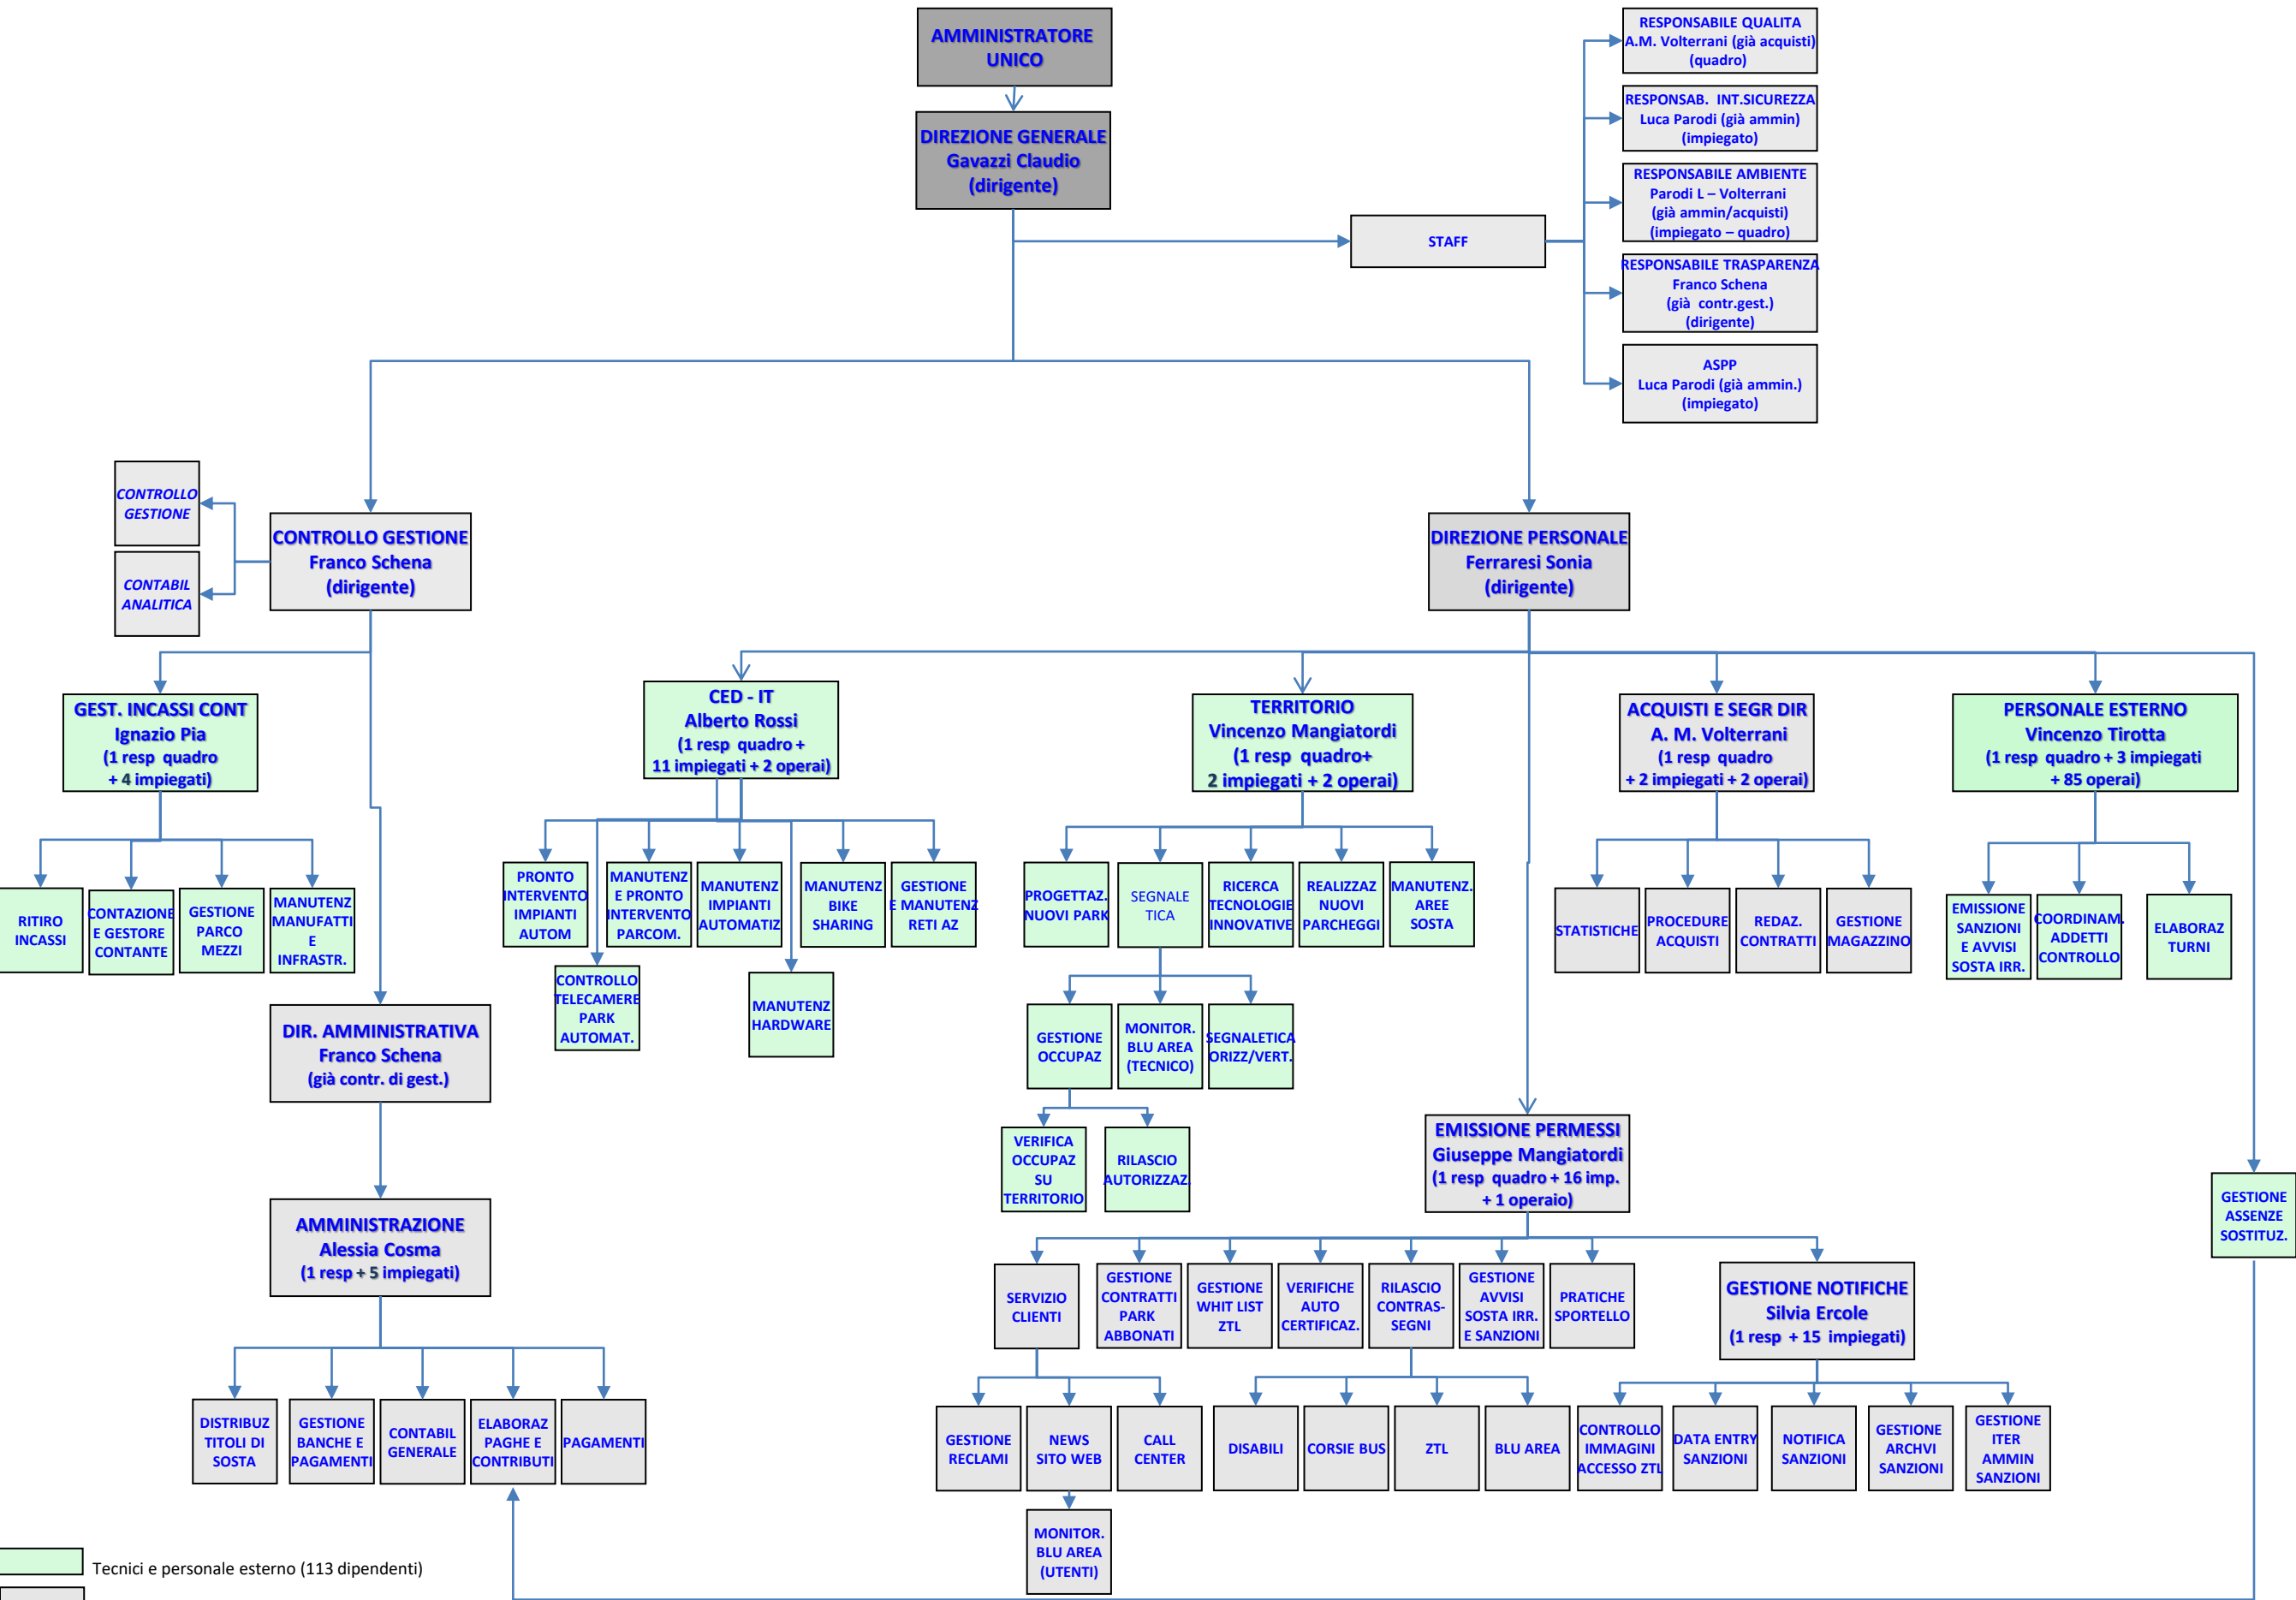 AMMINISTRATORE
UNICO
DIREZIONE GENERALE
Gavazzi Claudio
(dirigente)
STAFF
RESPONSABILE QUALITA
A.M. Volterrani (già acquisti)
(quadro)
RESPONSAB. INT.SICUREZZA
Luca Parodi (già ammin)
(impiegato)
RESPONSABILE AMBIENTE
Parodi L – Volterrani
(già ammin/acquisti)
(impiegato – quadro)
RESPONSABILE TRASPARENZA
Franco Schena
(già contr.gest.)
(dirigente)
ASPP
Luca Parodi (già ammin.)
(impiegato)
CONTROLLO
GESTIONE
CONTABIL
ANALITICA
CONTROLLO GESTIONE
Franco Schena
(dirigente)
DIREZIONE PERSONALE
Ferraresi Sonia
(dirigente)
GEST. INCASSI CONT
Ignazio Pia
(1 resp quadro
+ 4 impiegati)
CED - IT
Alberto Rossi
(1 resp quadro +
11 impiegati + 2 operai)
TERRITORIO
Vincenzo Mangiatordi
(1 resp quadro+
2 impiegati + 2 operai)
ACQUISTI E SEGR DIR
A. M. Volterrani
(1 resp quadro
+ 2 impiegati + 2 operai)
PERSONALE ESTERNO
Vincenzo Tirotta
(1 resp quadro + 3 impiegati
+ 85 operai)
RITIRO
INCASSI
CONTAZIONE
E GESTORE
CONTANTE
GESTIONE
PARCO
MEZZI
MANUTENZ
MANUFATTI
E
INFRASTR.
PRONTO
INTERVENTO
IMPIANTI
AUTOM
MANUTENZ
E PRONTO
INTERVENTO
PARCOM.
MANUTENZ
IMPIANTI
AUTOMATIZ
MANUTENZ
BIKE
SHARING
GESTIONE
E MANUTENZ
RETI AZ
CONTROLLO
TELECAMERE
PARK
AUTOMAT.
MANUTENZ
HARDWARE
PROGETTAZ.
NUOVI PARK
SEGNALE
TICA
RICERCA
TECNOLOGIE
INNOVATIVE
REALIZZAZ
NUOVI
PARCHEGGI
MANUTENZ.
AREE
SOSTA
GESTIONE
OCCUPAZ
MONITOR.
BLU AREA
(TECNICO)
SEGNALETICA
ORIZZ/VERT.
VERIFICA
OCCUPAZ
SU
TERRITORIO
RILASCIO
AUTORIZZAZ.
STATISTICHE
PROCEDURE
ACQUISTI
REDAZ.
CONTRATTI
GESTIONE
MAGAZZINO
EMISSIONE
SANZIONI
E AVVISI
SOSTA IRR.
COORDINAM.
ADDETTI
CONTROLLO
ELABORAZ
TURNI
DIR. AMMINISTRATIVA
Franco Schena
(già contr. di gest.)
EMISSIONE PERMESSI
Giuseppe Mangiatordi
(1 resp quadro + 16 imp.
+ 1 operaio)
GESTIONE
ASSENZE
SOSTITUZ.
AMMINISTRAZIONE
Alessia Cosma
(1 resp + 5 impiegati)
SERVIZIO
CLIENTI
GESTIONE
CONTRATTI
PARK
ABBONATI
GESTIONE
WHIT LIST
ZTL
VERIFICHE
AUTO
CERTIFICAZ.
RILASCIO
CONTRAS-
SEGNI
GESTIONE
AVVISI
SOSTA IRR.
E SANZIONI
PRATICHE
SPORTELLO
GESTIONE NOTIFICHE
Silvia Ercole
(1 resp + 15 impiegati)
DISTRIBUZ
TITOLI DI
SOSTA
GESTIONE
BANCHE E
PAGAMENTI
CONTABIL
GENERALE
ELABORAZ
PAGHE E
CONTRIBUTI
PAGAMENTI
GESTIONE
RECLAMI
NEWS
SITO WEB
CALL
CENTER
DISABILI
CORSIE BUS
ZTL
BLU AREA
CONTROLLO
IMMAGINI
ACCESSO ZTL
DATA ENTRY
SANZIONI
NOTIFICA
SANZIONI
GESTIONE
ARCHVI
SANZIONI
GESTIONE
ITER
AMMIN
SANZIONI
MONITOR.
BLU AREA
(UTENTI)
Tecnici e personale esterno (113 dipendenti)